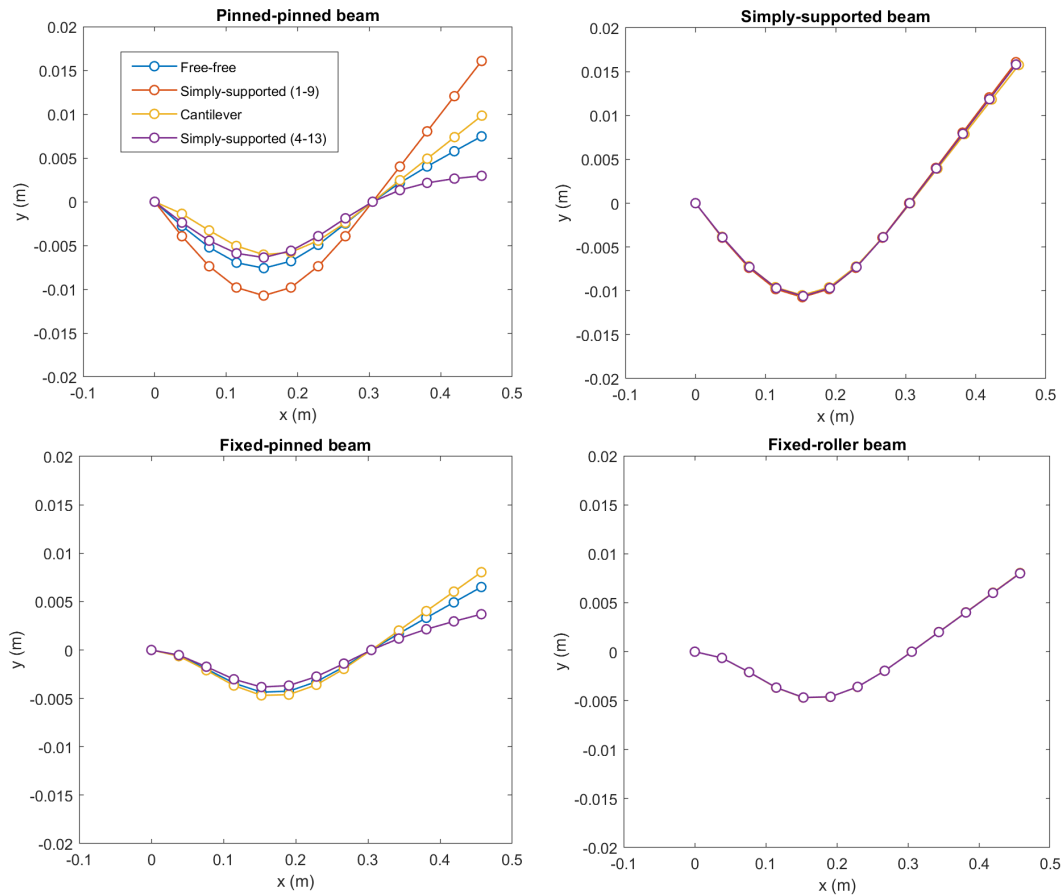 Pinned-pinned beam
0.02
0.015
0.01
0.005
0
-0.005
-0.01
-0.015
-0.02
y (m)
-0.1 0 0.1 0.2 0.3 0.4 0.5
x (m)
Free-free
Simply-supported (1-9)
Cantilever
Simply-supported (4-13)
Simply-supported beam
0.02
0.015
0.01
0.005
0
-0.005
-0.01
-0.015
-0.02
y (m)
-0.1 0 0.1 0.2 0.3 0.4 0.5
x (m)
Fixed-pinned beam
0.02
0.015
0.01
0.005
0
-0.005
-0.01
-0.015
-0.02
y (m)
-0.1 0 0.1 0.2 0.3 0.4 0.5
x (m)
Fixed-roller beam
0.02
0.015
0.01
0.005
0
-0.005
-0.01
-0.015
-0.02
y (m)
-0.1 0 0.1 0.2 0.3 0.4 0.5
x (m)